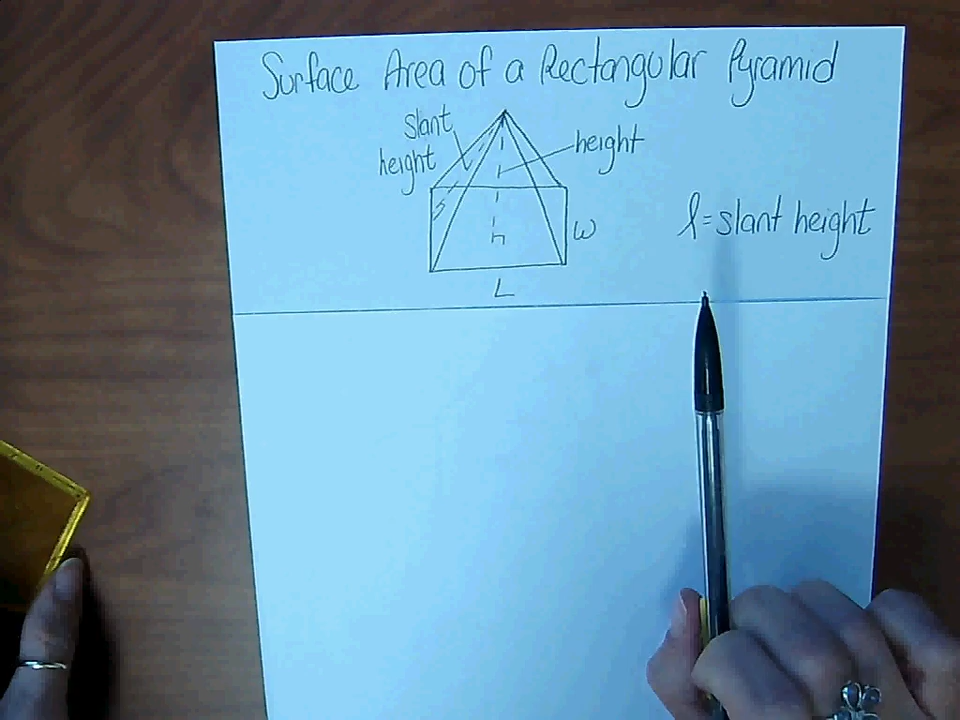 Surface Area of a Rectangular Pyramid
slant
height
height
l = slant height
w
h
L